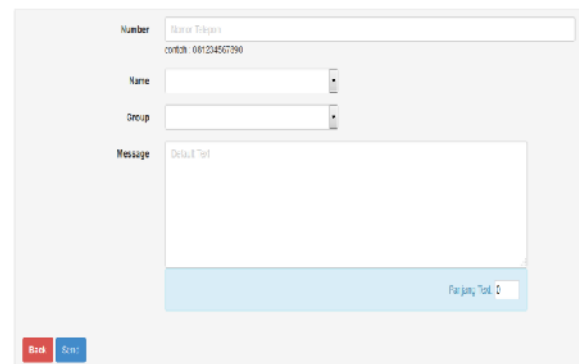 Number Nomor Telepon
contoh : 081234567890
Name
Group
Message Default Text
Panjang Text 0
Back Send